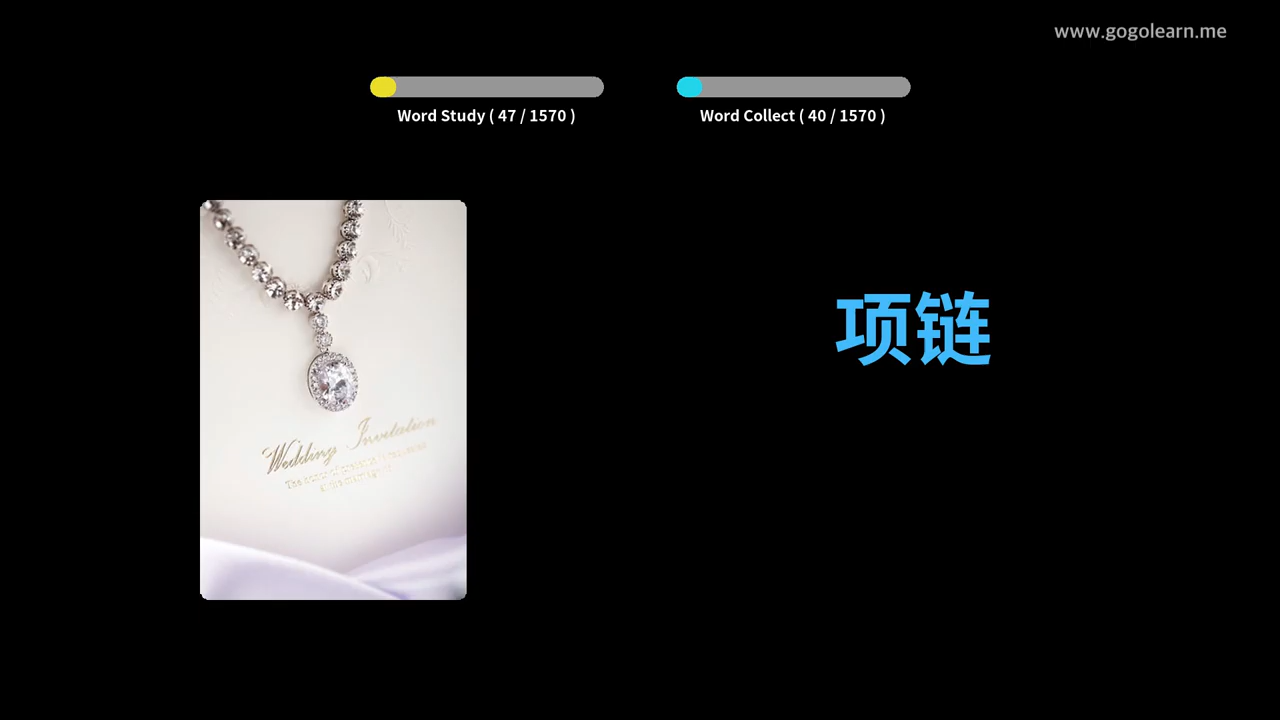 www.gogolearn.me
Word Study ( 47 / 1570 )
Word Collect ( 40 / 1570 )
项链
Wedding Invitation